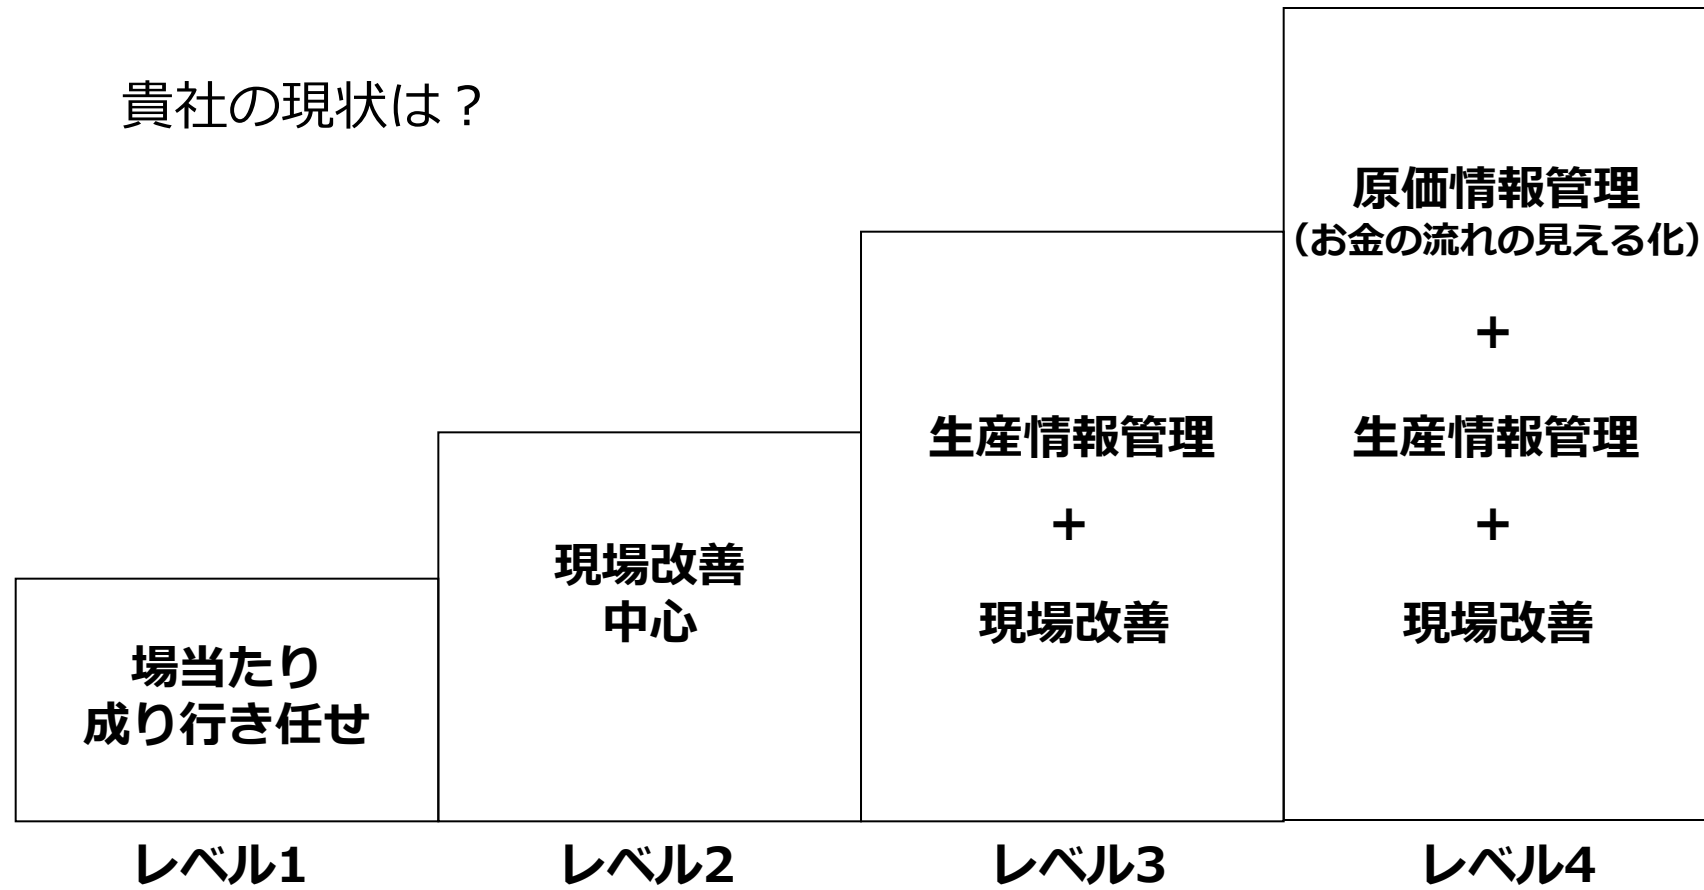 貴社の現状は？
場当たり
成り行き任せ
レベル1
現場改善
中心
レベル2
生産情報管理
+
現場改善
レベル3
原価情報管理
（お金の流れの見える化）
+
生産情報管理
+
現場改善
レベル4